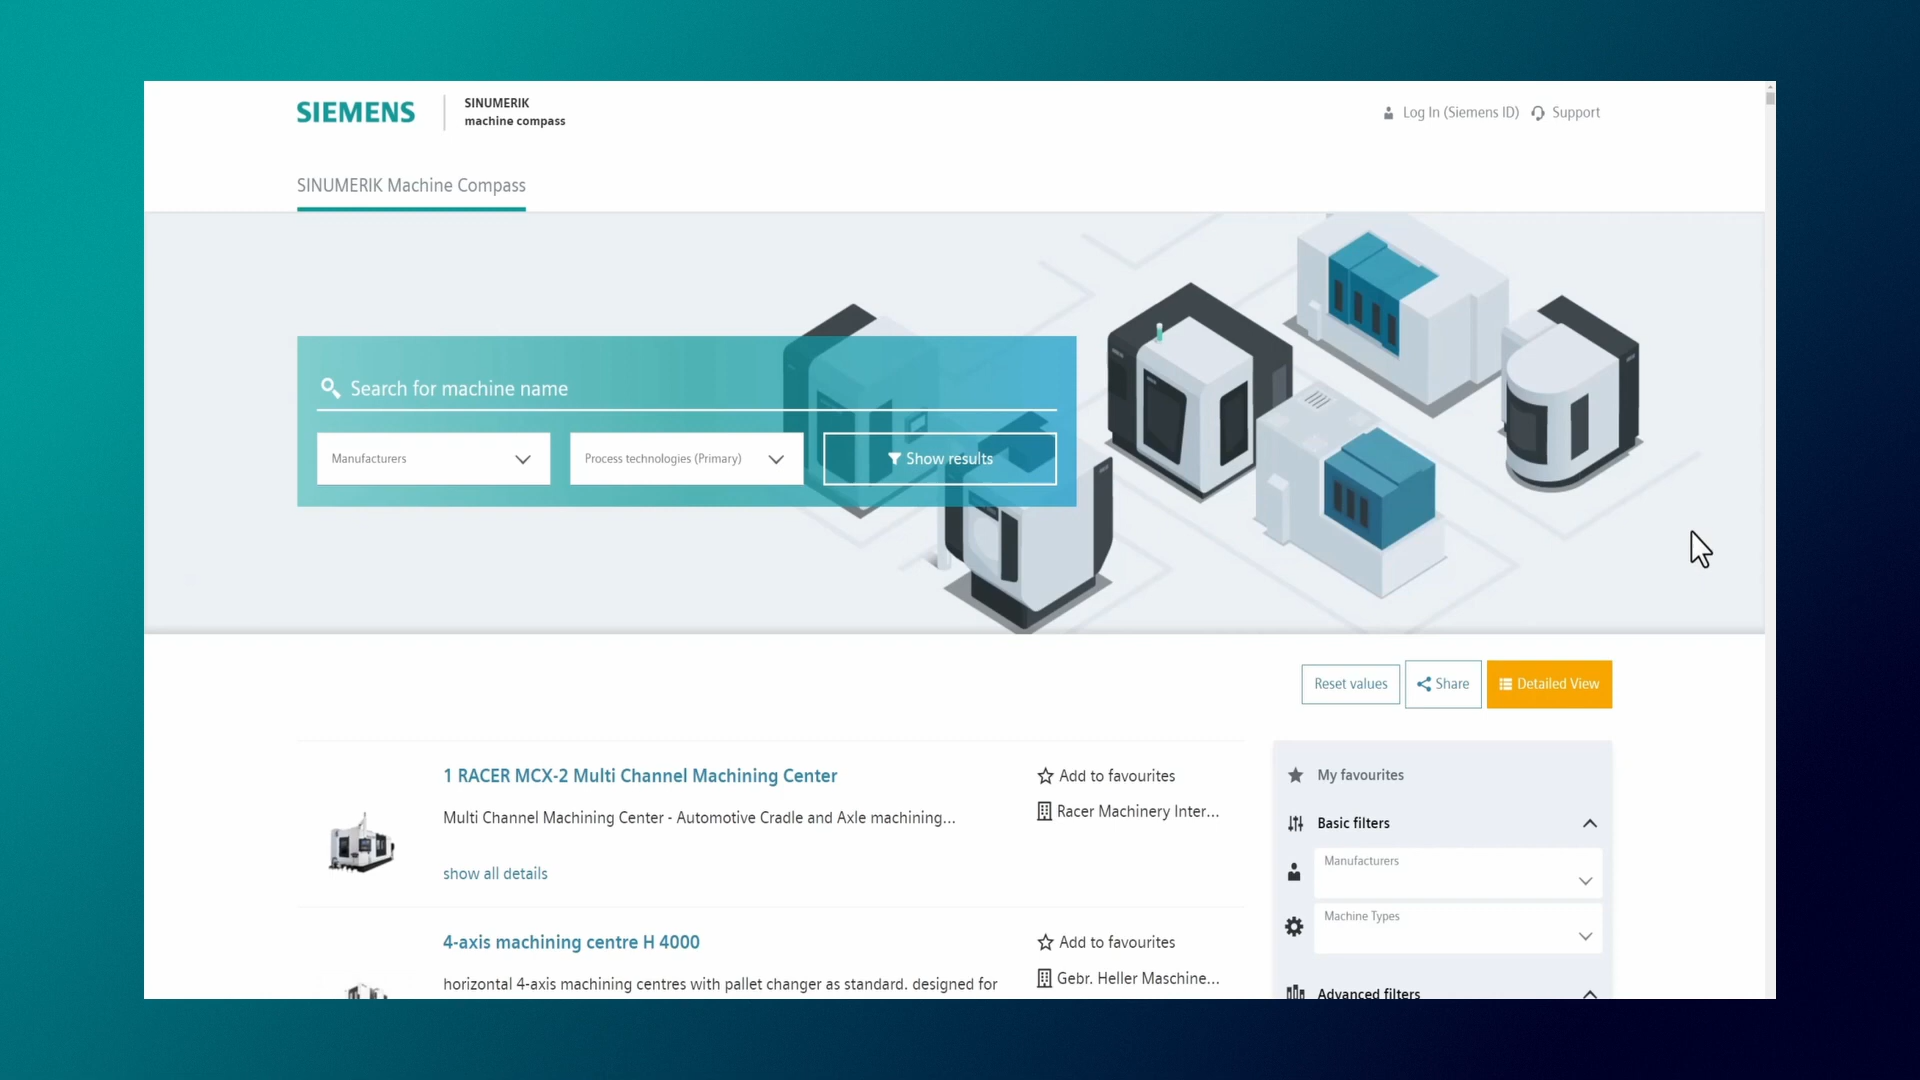 SIEMENS
SINUMERIK
machine compass
Log In (Siemens ID)
Support
SINUMERIK Machine Compass
Search for machine name
Manufacturers
Process technologies (Primary)
Show results
Reset values
Share
Detailed View
1 RACER MCX-2 Multi Channel Machining Center
Multi Channel Machining Center - Automotive Cradle and Axle machining...
show all details
Add to favourites
Racer Machinery Inter...
4-axis machining centre H 4000
horizontal 4-axis machining centres with pallet changer as standard. designed for
Add to favourites
Gebr. Heller Maschine...
My favourites
Basic filters
Manufacturers
Machine Types
Advanced filters